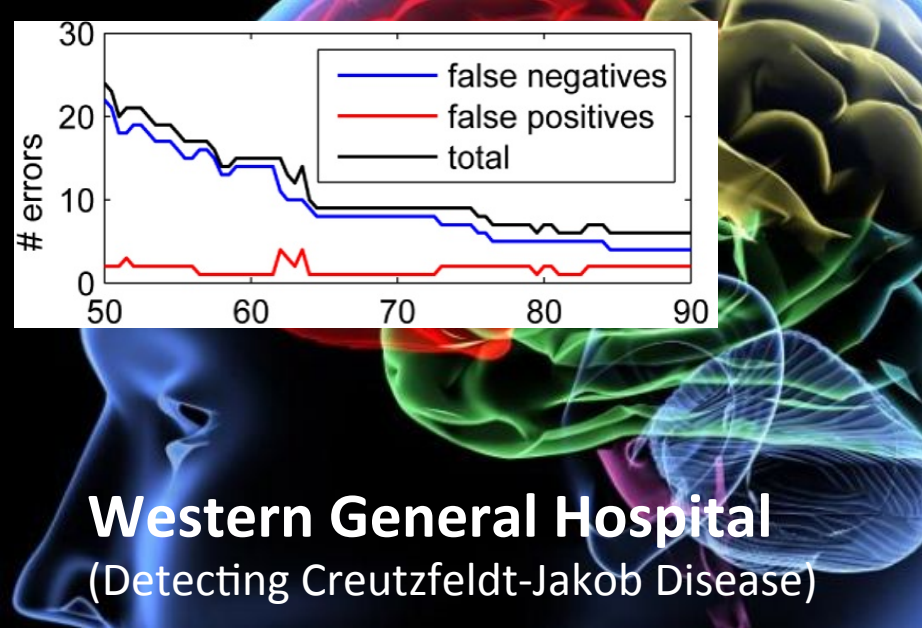 30
20
10
0
# errors
false negatives
false positives
total
50 60 70 80 90
Western General Hospital
(Detecting Creutzfeldt-Jakob Disease)